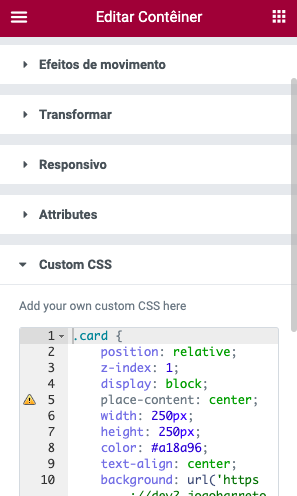 Editar Contêiner
Efeitos de movimento
Transformar
Responsivo
Attributes
Custom CSS
Add your own custom CSS here
1 .card {
2 position: relative;
3 z-index: 1;
4 display: block;
5 place-content: center;
6 width: 250px;
7 height: 250px;
8 color: #a18a96;
9 text-align: center;
10 background: url('https
://dev2.joqobarreto